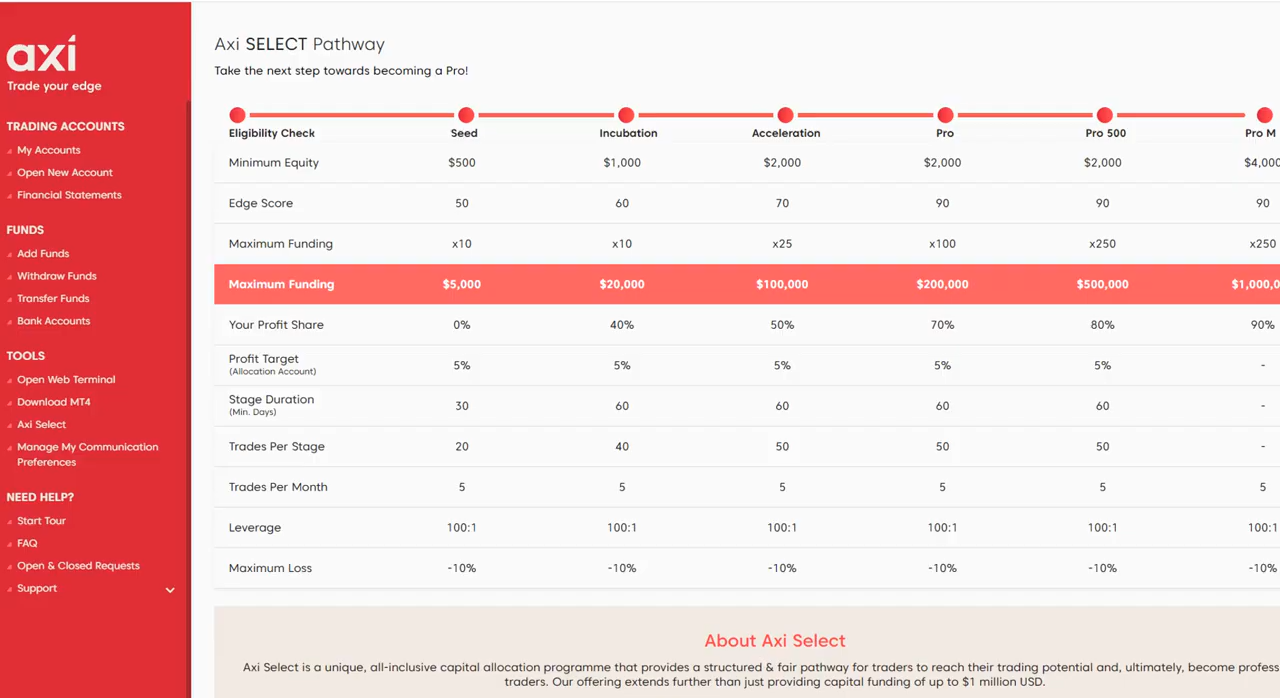 axi
Trade your edge
TRADING ACCOUNTS
My Accounts
Open New Account
Financial Statements
FUNDS
Add Funds
Withdraw Funds
Transfer Funds
Bank Accounts
TOOLS
Open Web Terminal
Download MT4
Axi Select
Manage My Communication
Preferences
NEED HELP?
Start Tour
FAQ
Open & Closed Requests
Support
Axi SELECT Pathway
Take the next step towards becoming a Pro!
Eligibility Check Seed Incubation Acceleration Pro Pro 500 Pro M
Minimum Equity $500 $1,000 $2,000 $2,000 $2,000 $4,000
Edge Score 50 60 70 90 90 90
Maximum Funding x10 x10 x25 x100 x250 x250
Maximum Funding $5,000 $20,000 $100,000 $200,000 $500,000 $1,000,0
Your Profit Share 0% 40% 50% 70% 80% 90%
Profit Target 5% 5% 5% 5% 5% -
(Allocation Account)
Stage Duration 30 60 60 60 60 -
(Min. Days)
Trades Per Stage 20 40 50 50 50 -
Trades Per Month 5 5 5 5 5 5
Leverage 100:1 100:1 100:1 100:1 100:1 100:1
Maximum Loss -10% -10% -10% -10% -10% -10%
About Axi Select
Axi Select is a unique, all-inclusive capital allocation programme that provides a structured & fair pathway for traders to reach their trading potential and, ultimately, become profess
traders. Our offering extends further than just providing capital funding of up to $1 million USD.